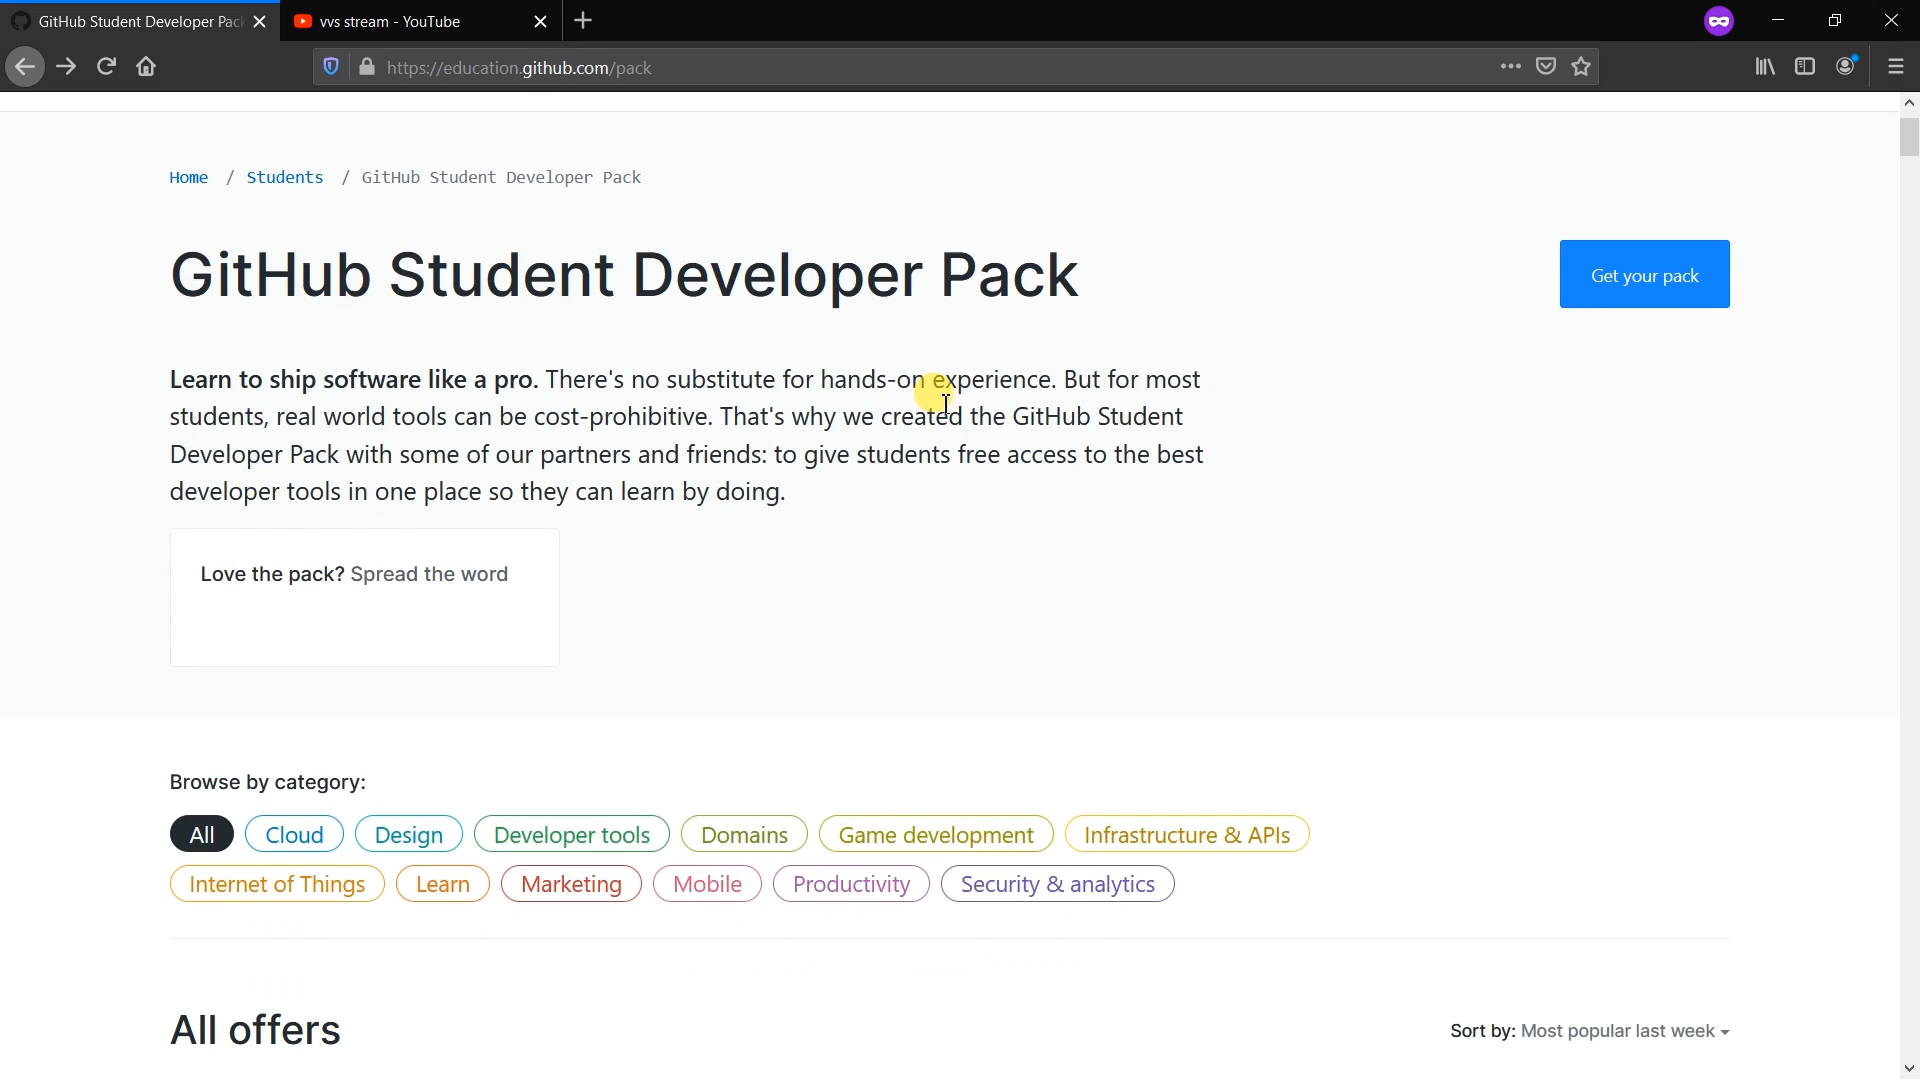 GitHub Student Developer Pack
vvs stream - YouTube
https://education.github.com/pack
Home / Students / GitHub Student Developer Pack
GitHub Student Developer Pack
Get your pack
Learn to ship software like a pro. There's no substitute for hands-on experience. But for most
students, real world tools can be cost-prohibitive. That's why we created the GitHub Student
Developer Pack with some of our partners and friends: to give students free access to the best
developer tools in one place so they can learn by doing.
Love the pack? Spread the word
Browse by category:
All Cloud Design Developer tools Domains Game development Infrastructure & APIs
Internet of Things Learn Marketing Mobile Productivity Security & analytics
All offers
Sort by: Most popular last week